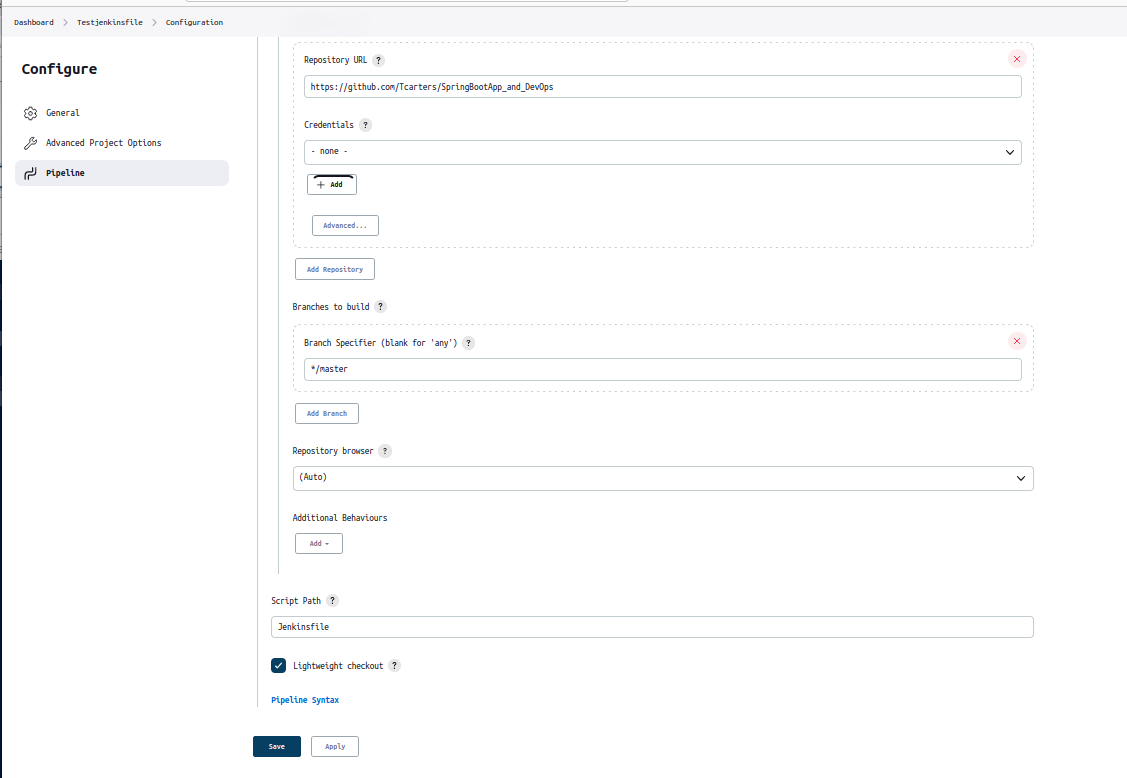 Dashboard > Testjenkinsfile > Configuration
Configure
General
Advanced Project Options
Pipeline
Repository URL ?
https://github.com/Tcarters/SpringBootApp_and_DevOps
Credentials ?
- none -
+ Add
Advanced...
Add Repository
Branches to build ?
Branch Specifier (blank for 'any') ?
*/master
Add Branch
Repository browser ?
(Auto)
Additional Behaviours
Add
Script Path ?
Jenkinsfile
Lightweight checkout ?
Pipeline Syntax
Save
Apply